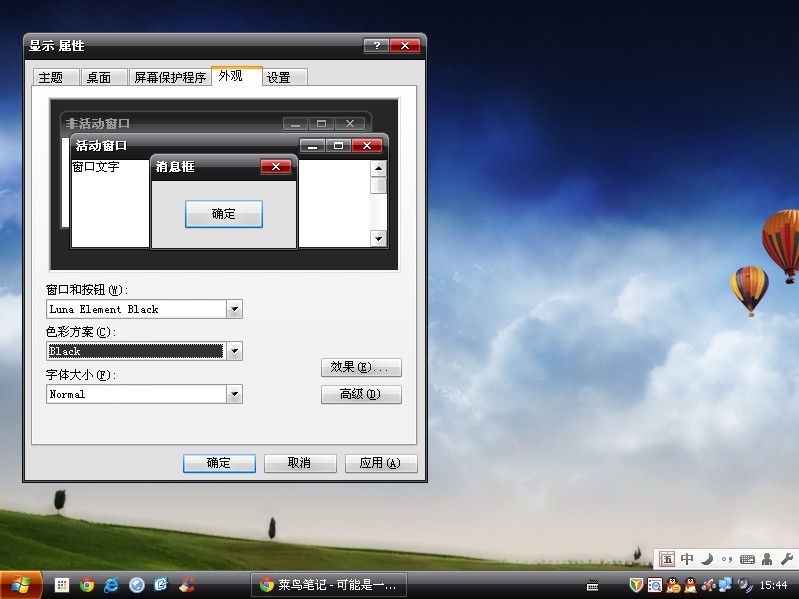 显示 属性
主题
桌面
屏幕保护程序
外观
设置
非活动窗口
活动窗口
窗口文字
消息框
确定
窗口和按钮(W):
Luna Element Black
色彩方案(C):
Black
效果(E)...
字体大小(F):
Normal
高级(D)
确定
取消
应用(A)
五 中
菜鸟笔记 - 可能是一...
15:44